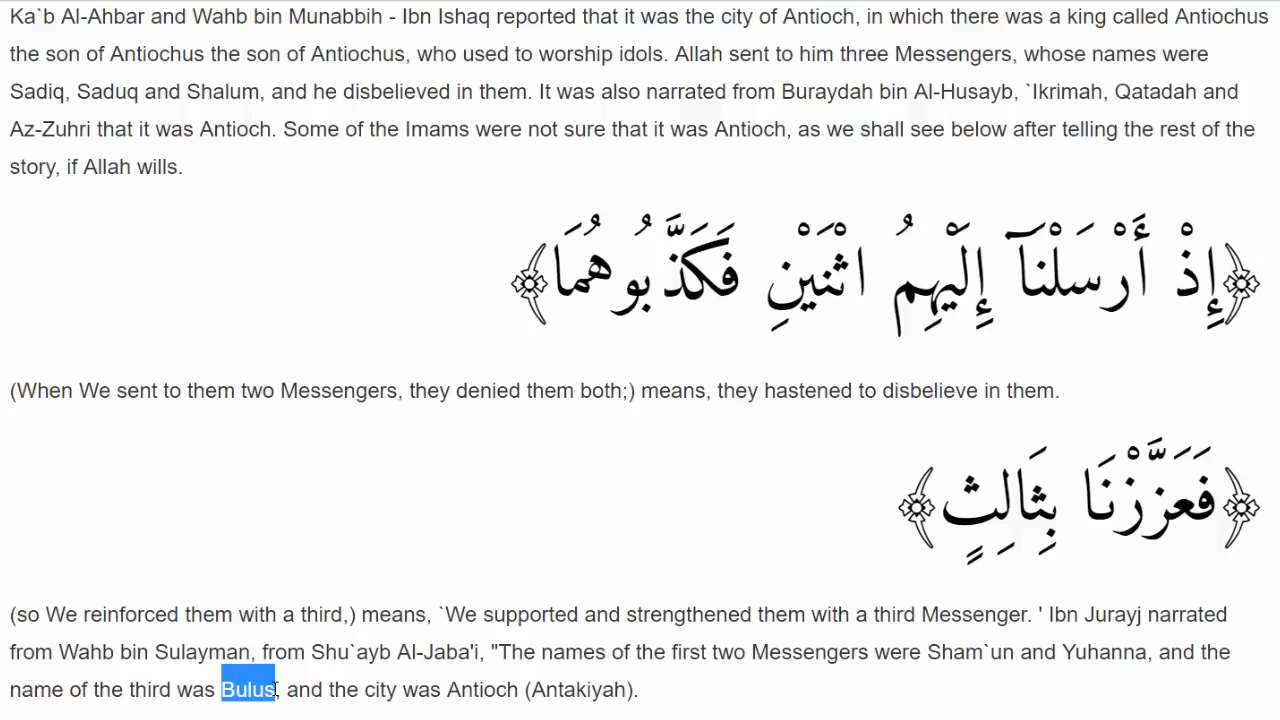 Ka`b Al-Ahbar and Wahb bin Munabbih - Ibn Ishaq reported that it was the city of Antioch, in which there was a king called Antiochus
the son of Antiochus the son of Antiochus, who used to worship idols. Allah sent to him three Messengers, whose names were
Sadiq, Saduq and Shalum, and he disbelieved in them. It was also narrated from Buraydah bin Al-Husayb, `Ikrimah, Qatadah and
Az-Zuhri that it was Antioch. Some of the Imams were not sure that it was Antioch, as we shall see below after telling the rest of the
story, if Allah wills.
﴿إِذْ أَرْسَلْنَآ إِلَيْهِمُ اثْنَيْنِ فَكَذَّبُوهُمَا﴾
(When We sent to them two Messengers, they denied them both;) means, they hastened to disbelieve in them.
﴿فَعَزَّزْنَا بِثَالِثٍ﴾
(so We reinforced them with a third,) means, `We supported and strengthened them with a third Messenger. ' Ibn Jurayj narrated
from Wahb bin Sulayman, from Shu`ayb Al-Jaba'i, "The names of the first two Messengers were Sham`un and Yuhanna, and the
name of the third was Bulus, and the city was Antioch (Antakiyah).